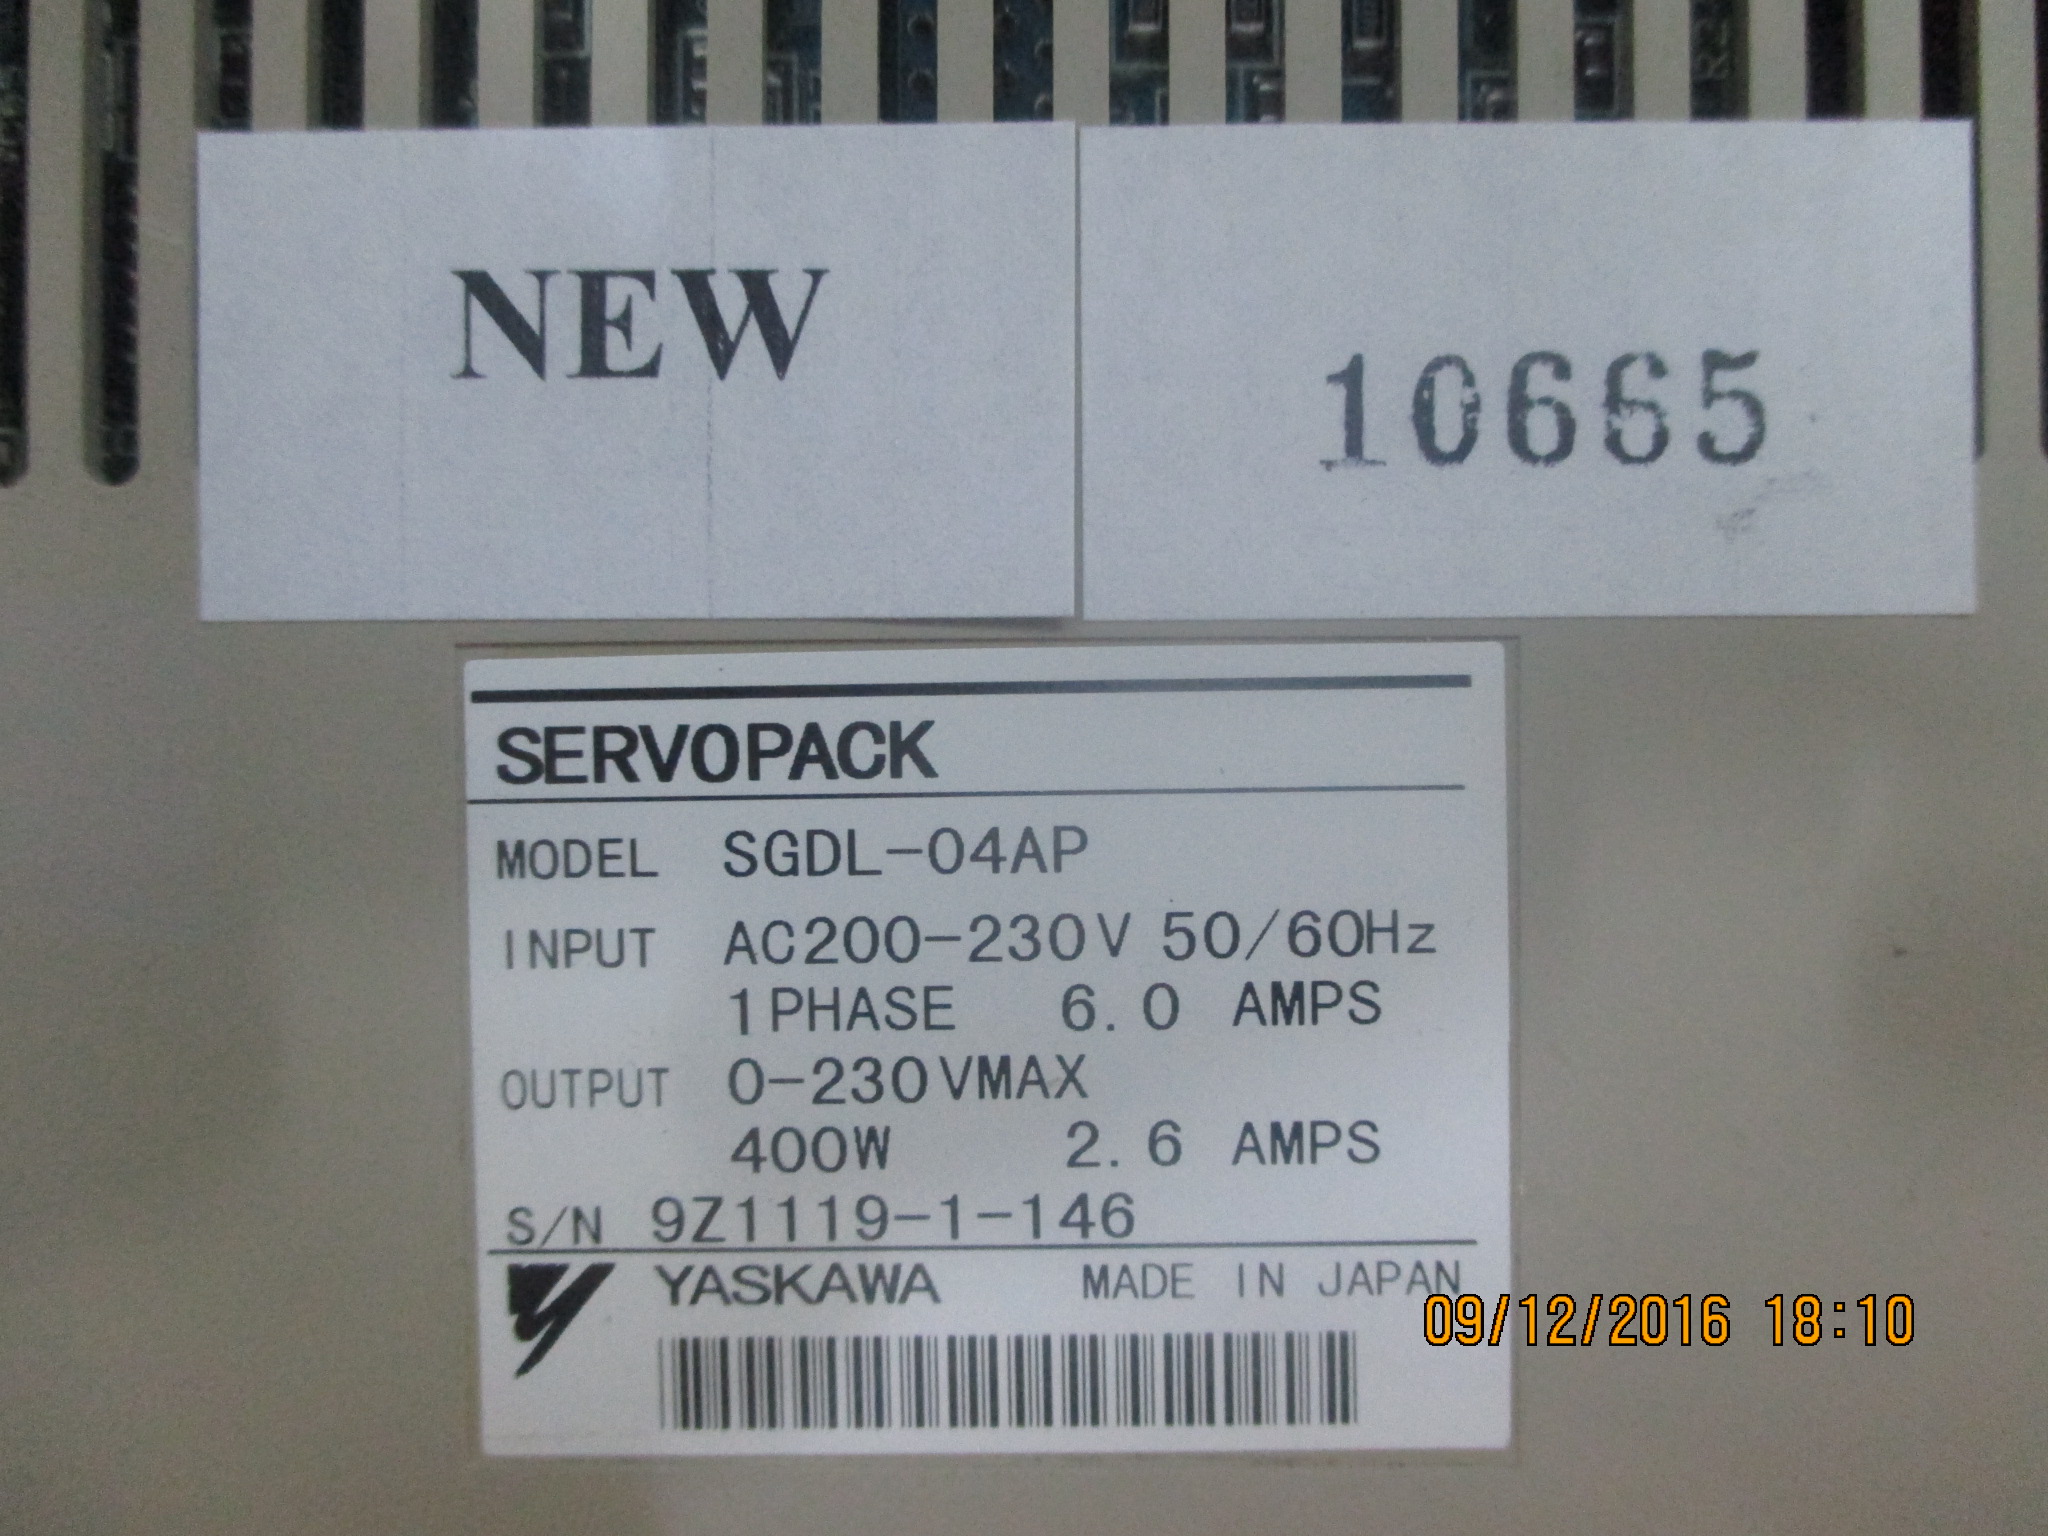 NEW
10665
SERVOPACK
MODEL SGDL-04AP
INPUT AC200-230V 50/60Hz
1PHASE 6.0 AMPS
OUTPUT 0-230VMAX
400W 2.6 AMPS
S/N 9Z1119-1-146
YASKAWA MADE IN JAPAN
09/12/2016 18:10